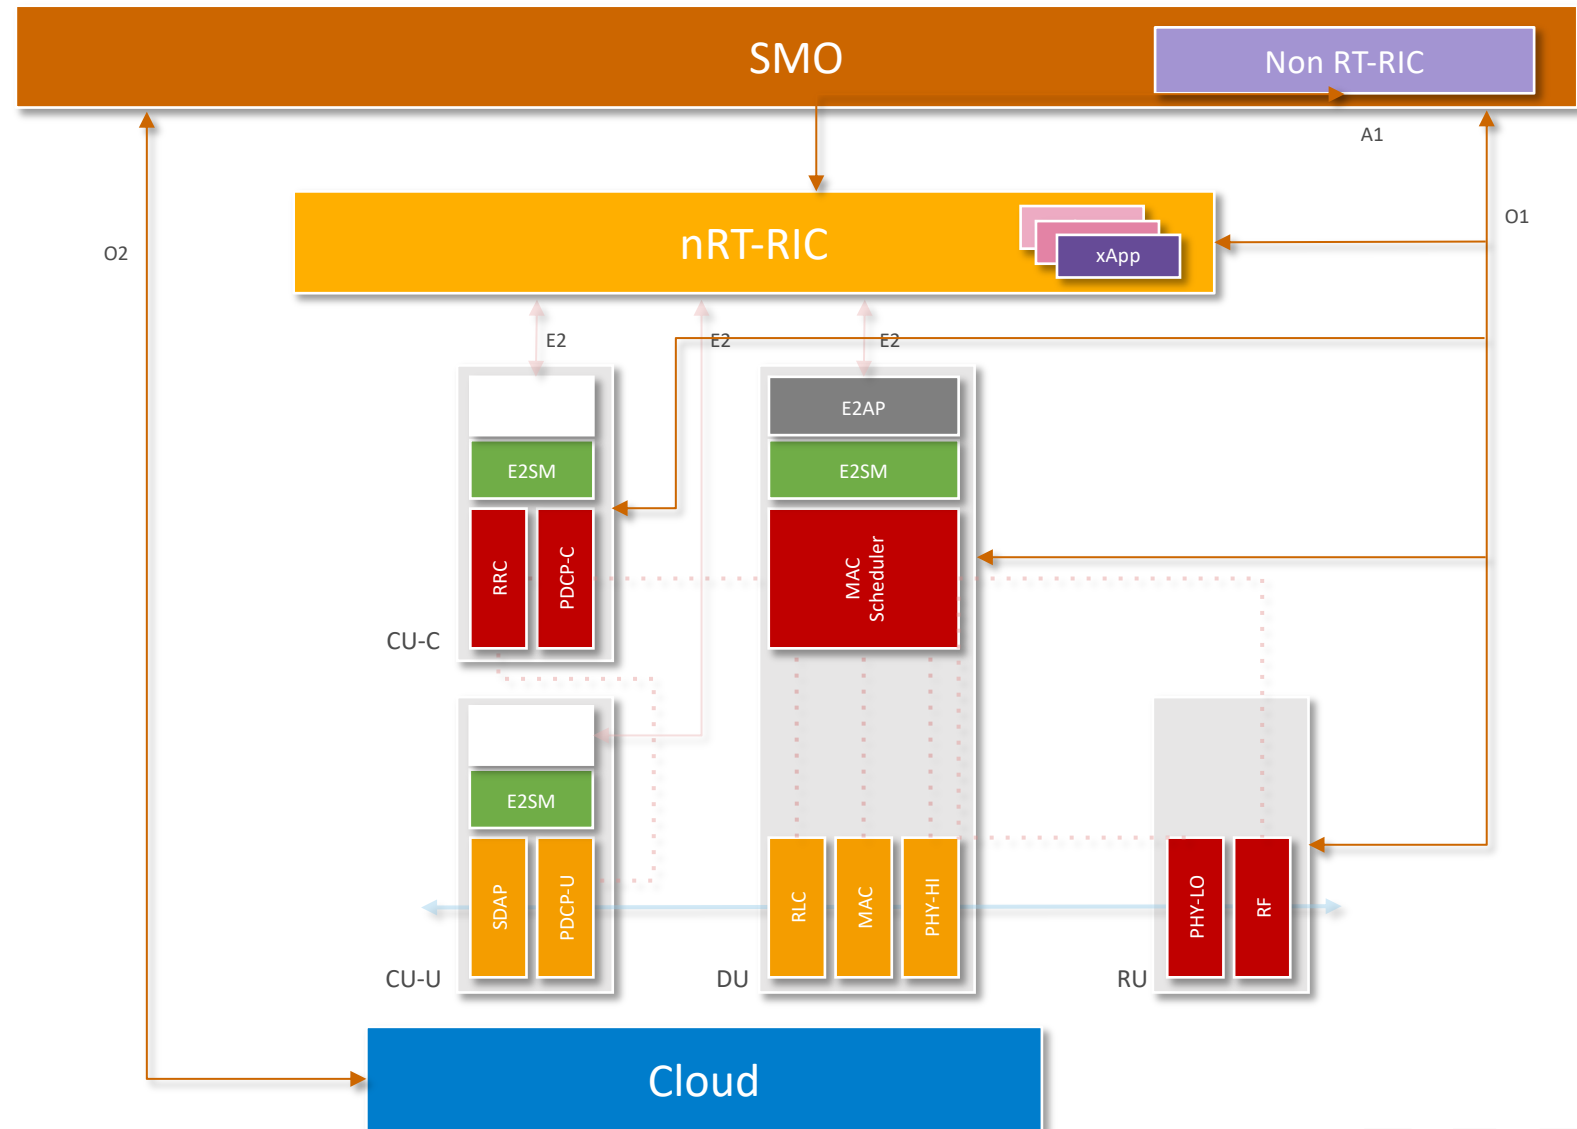 SMO
Non RT-RIC
A1
O1
O2
nRT-RIC
xApp
E2
E2
E2
E2AP
E2SM
E2SM
RRC
PDCP-C
MAC
Scheduler
CU-C
E2SM
SDAP
PDCP-U
RLC
MAC
PHY-HI
PHY-LO
RF
CU-U
DU
RU
Cloud